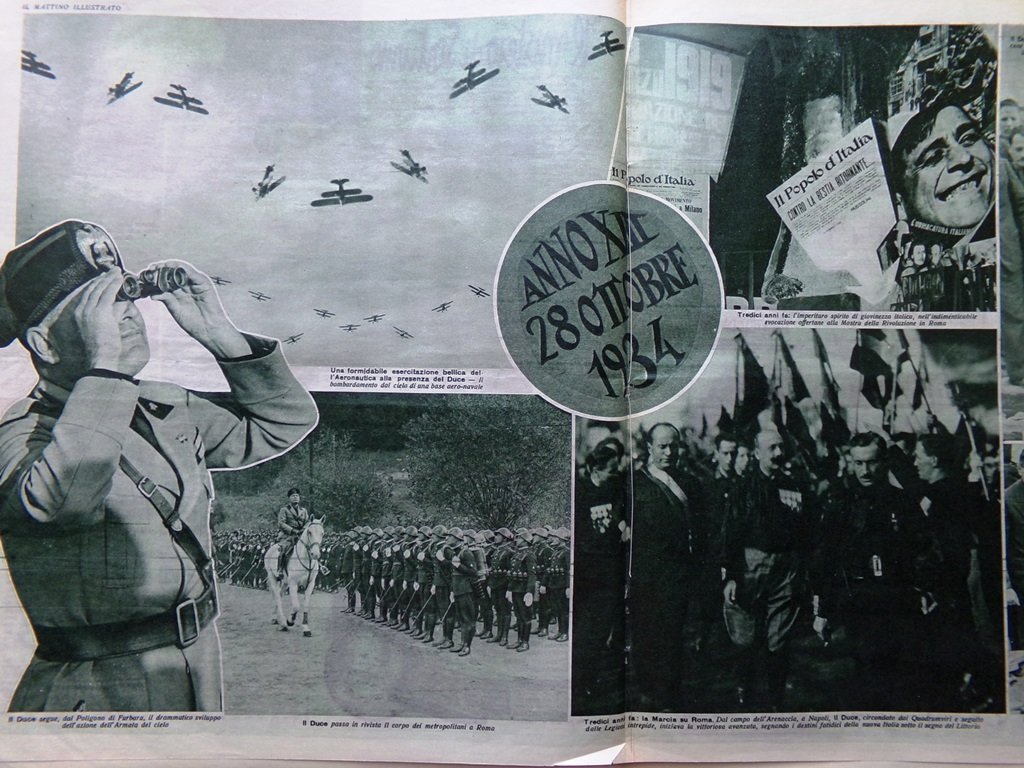 IL MATTINO ILLUSTRATO
1919
Il P
opolo d'Italia
MOVIMENTO
a Milano
Il Popolo d'Italia
CONTRO LA BESTIA RITORNANTE
MUSSOLINI
ANNO XIII
28 OTTOBRE
1934
Tredici anni fa: l'imperituro spirito di giovinezza italica, nell'indimenticabile
evocazione offertane alla Mostra della Rivoluzione in Roma
Una formidabile esercitazione bellica del-
l'Aeronautica alla presenza del Duce — Il
bombardamento dal cielo di una base aero-navale
Il Duce segue, dal Poligono di Furbara, il drammatico sviluppo
dell'azione dell'Armata del cielo
Il Duce passa in rivista il corpo dei metropolitani a Roma
Tredici anni fa: la Marcia su Roma. Dal campo dell'Arenaccia, a Napoli, il Duce, circondato dai Quadrumviri e seguito
dalle Legioni intrepide, iniziava la vittoriosa avanzata, segnando i destini fatidici della nuova Italia sotto il segno del Littorio